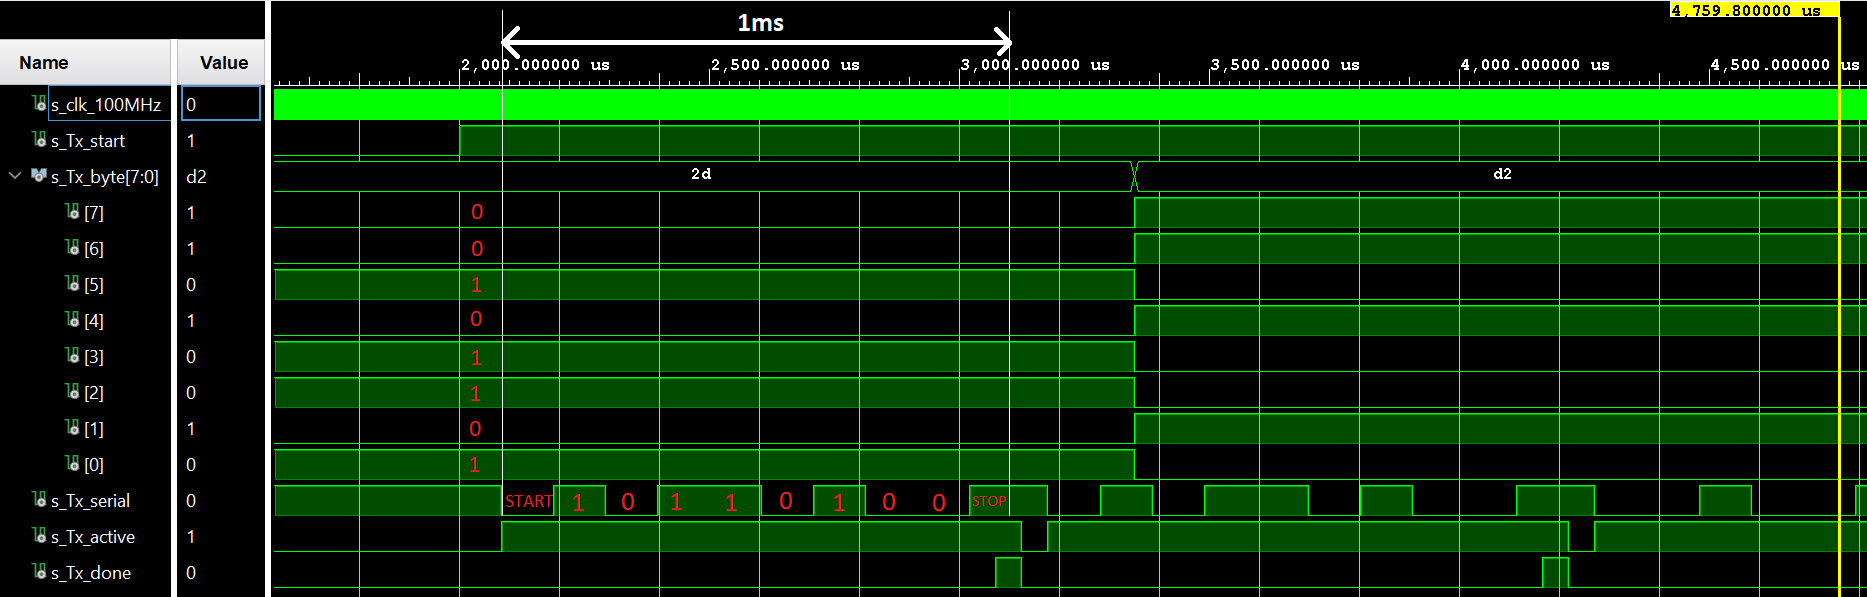 4,759.800000 us
1ms
Name Value
2,000.000000 us 2,500.000000 us 3,000.000000 us 3,500.000000 us 4,000.000000 us 4,500.000000 us
s_clk_100MHz 0
s_Tx_start 1
s_Tx_byte[7:0] d2 2d d2
[7] 1 0
[6] 1 0
[5] 0 1
[4] 1 0
[3] 0 1
[2] 0 1
[1] 1 0
[0] 0 1
s_Tx_serial 0 START 1 0 1 1 0 1 0 0 STOP
s_Tx_active 1
s_Tx_done 0